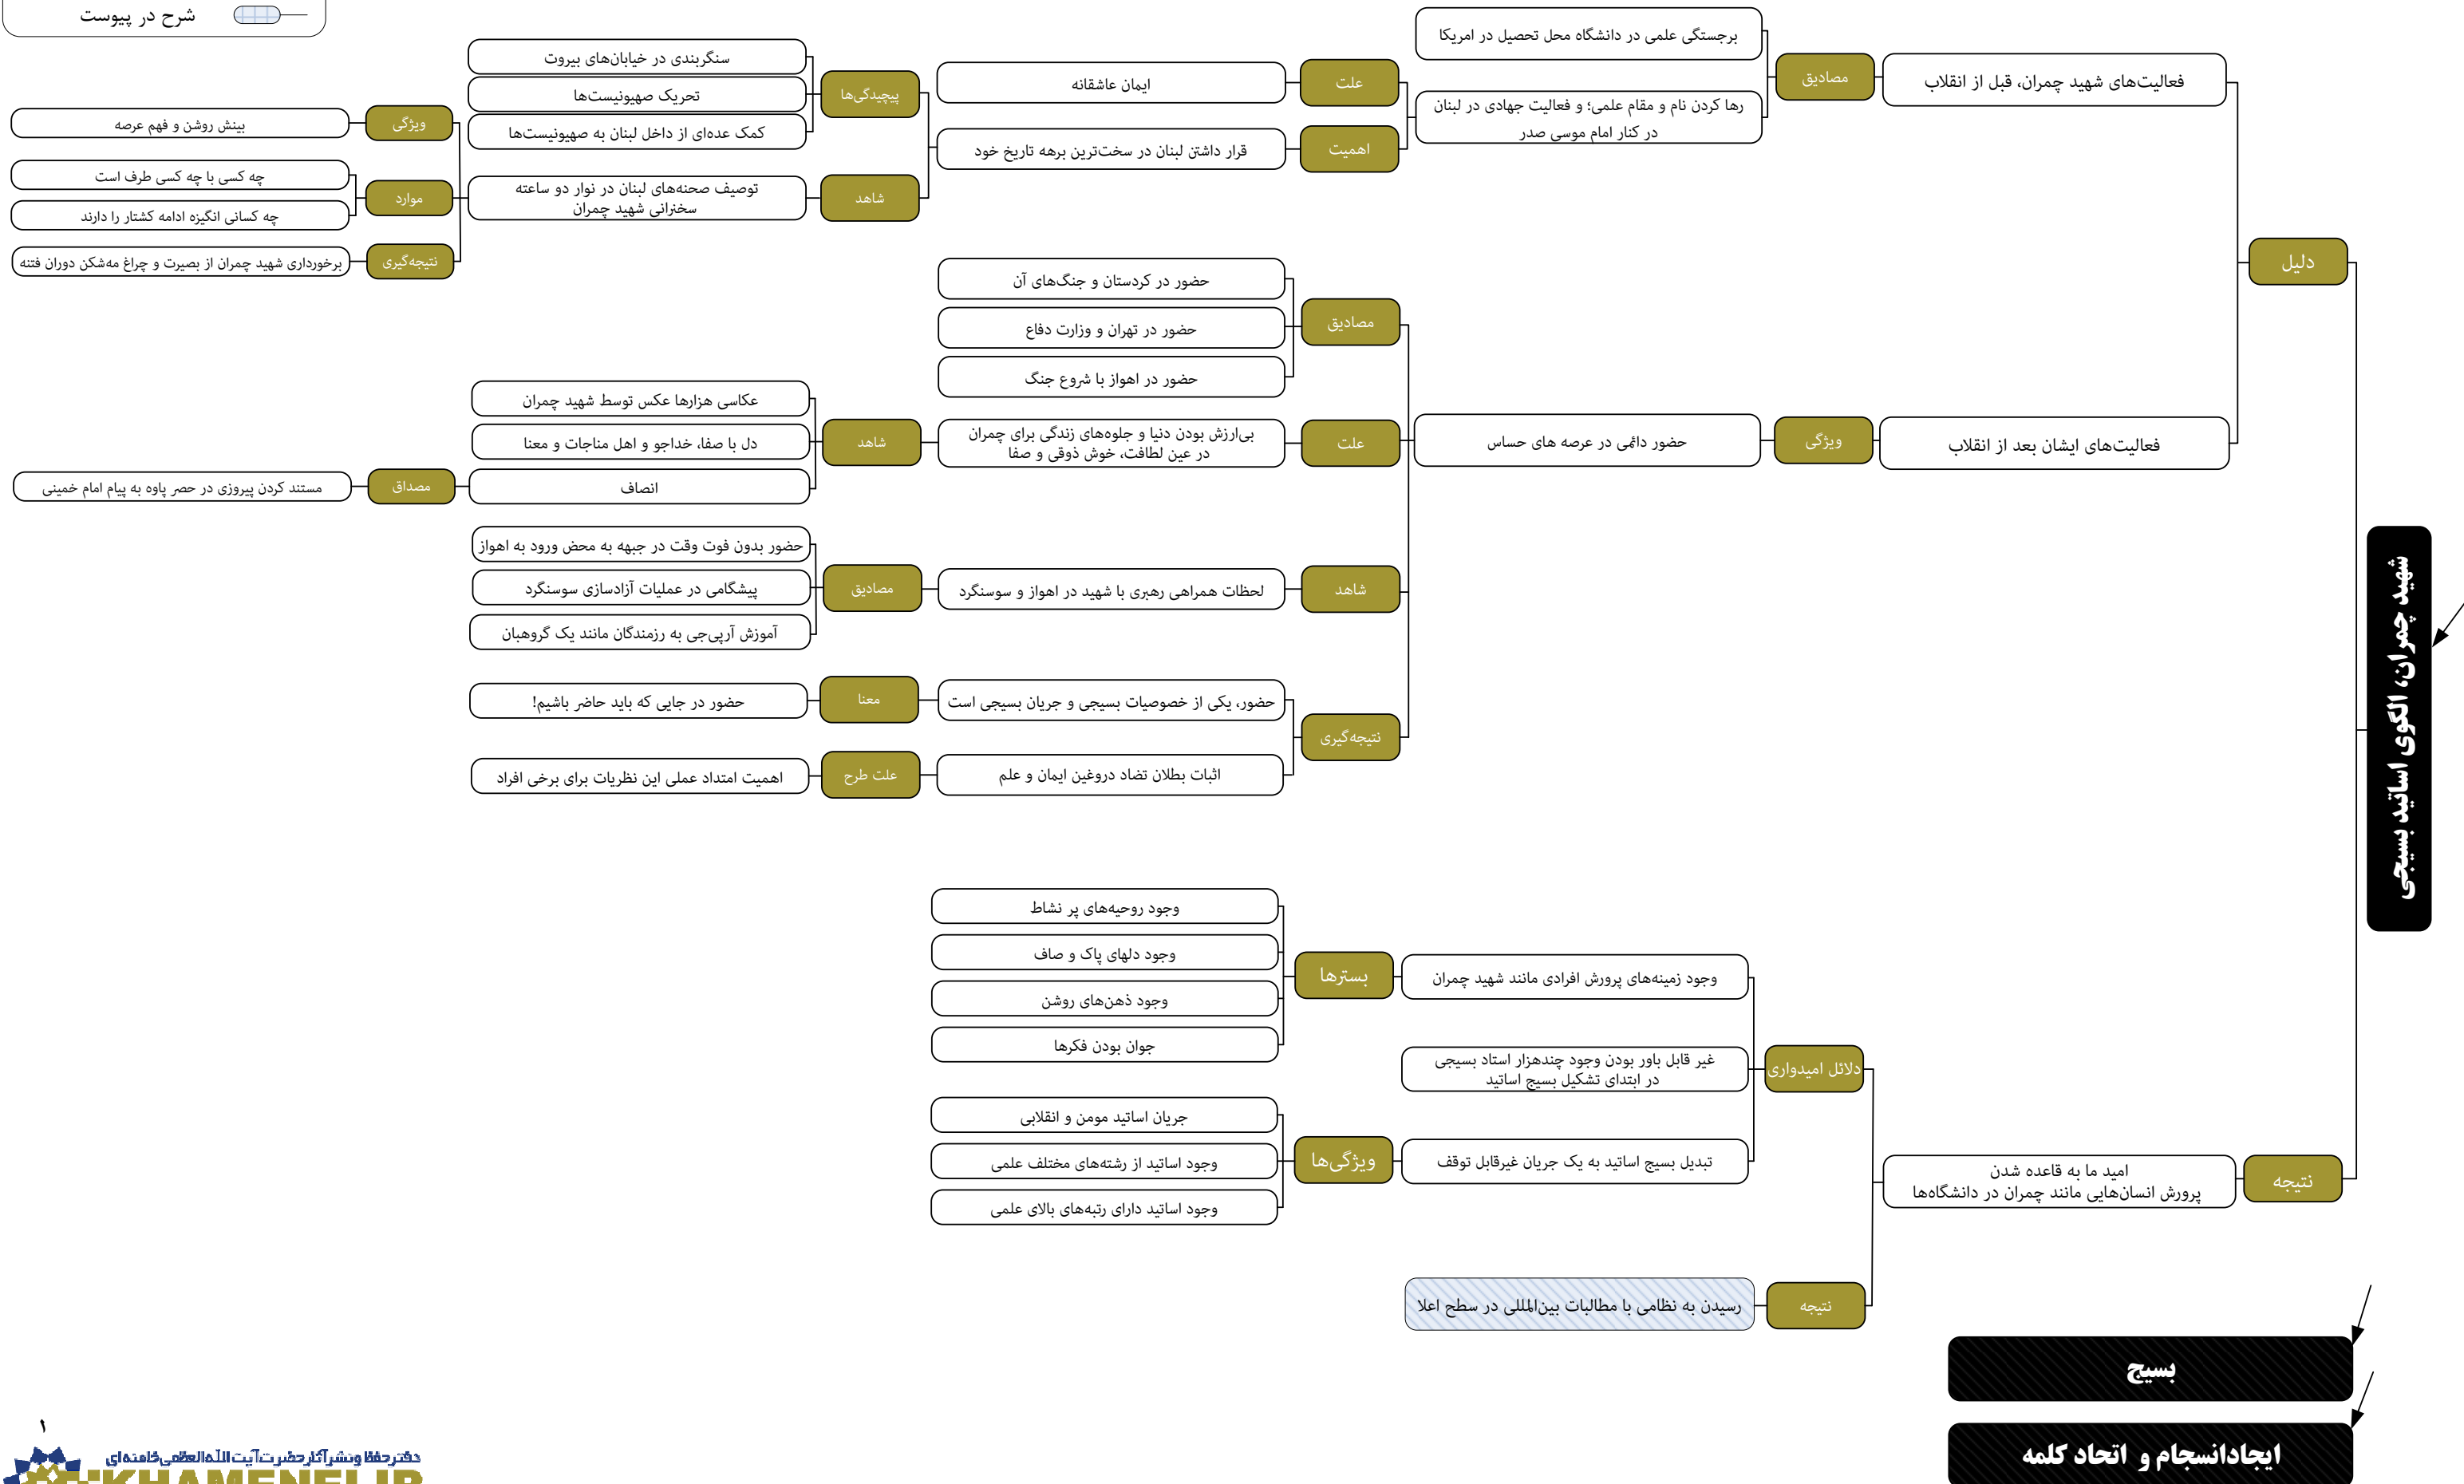 شرح در پیوست
شهید چمران، الگوی اساتید بسیجی
دلیل
فعالیت‌های شهید چمران، قبل از انقلاب
مصادیق
برجستگی علمی در دانشگاه محل تحصیل در امریکا
رها کردن نام و مقام علمی؛ و فعالیت جهادی در لبنان
در کنار امام موسی صدر
علت
ایمان عاشقانه
اهمیت
قرار داشتن لبنان در سخت‌ترین برهه تاریخ خود
پیچیدگی‌ها
سنگربندی در خیابان‌های بیروت
تحریک صهیونیست‌ها
کمک عده‌ای از داخل لبنان به صهیونیست‌ها
شاهد
توصیف صحنه‌های لبنان در نوار دو ساعته
سخنرانی شهید چمران
ویژگی
بینش روشن و فهم عرصه
موارد
چه کسی با چه کسی طرف است
چه کسانی انگیزه ادامه کشتار را دارند
نتیجه‌گیری
برخورداری شهید چمران از بصیرت و چراغ مه‌شکن دوران فتنه
فعالیت‌های ایشان بعد از انقلاب
ویژگی
حضور دائمی در عرصه های حساس
مصادیق
حضور در کردستان و جنگ‌های آن
حضور در تهران و وزارت دفاع
حضور در اهواز با شروع جنگ
علت
بی‌ارزش بودن دنیا و جلوه‌های زندگی برای چمران
در عین لطافت، خوش ذوقی و صفا
شاهد
عکاسی هزارها عکس توسط شهید چمران
دل با صفا، خداجو و اهل مناجات و معنا
انصاف
مصداق
مستند کردن پیروزی در حصر پاوه به پیام امام خمینی
شاهد
لحظات همراهی رهبری با شهید در اهواز و سوسنگرد
مصادیق
حضور بدون فوت وقت در جبهه به محض ورود به اهواز
پیشگامی در عملیات آزادسازی سوسنگرد
آموزش آرپی‌جی به رزمندگان مانند یک گروهبان
نتیجه‌گیری
حضور، یکی از خصوصیات بسیجی و جریان بسیجی است
معنا
حضور در جایی که باید حاضر باشیم!
اثبات بطلان تضاد دروغین ایمان و علم
علت طرح
اهمیت امتداد عملی این نظریات برای برخی افراد
نتیجه
امید ما به قاعده شدن
پرورش انسان‌هایی مانند چمران در دانشگاه‌ها
دلائل امیدواری
وجود زمینه‌های پرورش افرادی مانند شهید چمران
بسترها
وجود روحیه‌های پر نشاط
وجود دلهای پاک و صاف
وجود ذهن‌های روشن
جوان بودن فکرها
غیر قابل باور بودن وجود چندهزار استاد بسیجی
در ابتدای تشکیل بسیج اساتید
تبدیل بسیج اساتید به یک جریان غیرقابل توقف
ویژگی‌ها
جریان اساتید مومن و انقلابی
وجود اساتید از رشته‌های مختلف علمی
وجود اساتید دارای رتبه‌های بالای علمی
نتیجه
رسیدن به نظامی با مطالبات بین‌المللی در سطح اعلا
بسیج
ایجادانسجام و اتحاد کلمه
۱
دفتر حفظ و نشر آثار حضرت آیت الله العظمی خامنه‌ای
KHAMENEI.IR